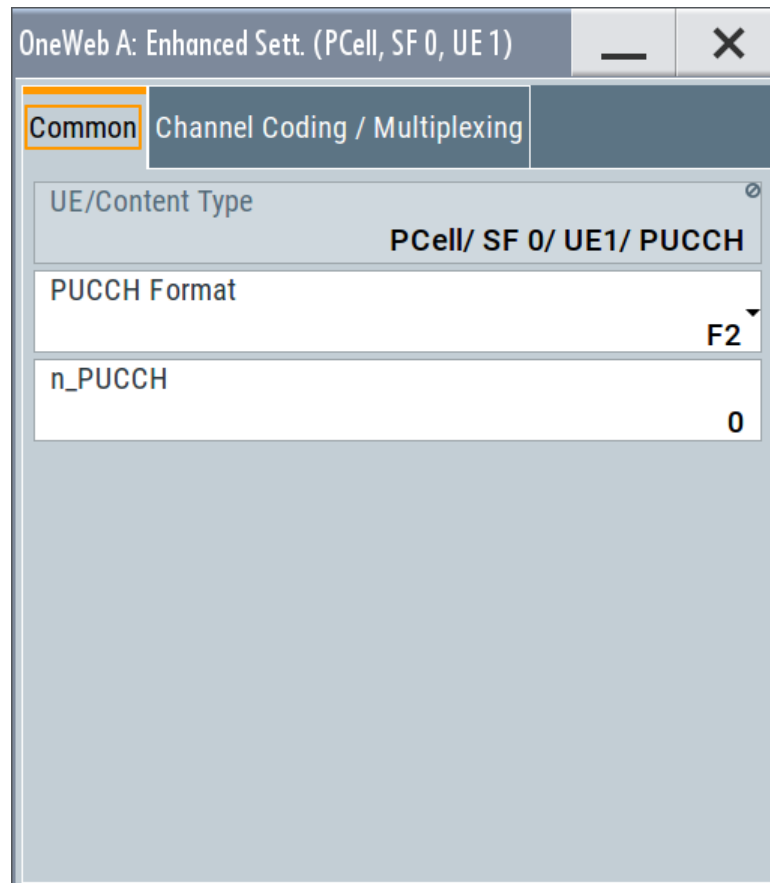 OneWeb A: Enhanced Sett. (PCell, SF 0, UE 1)
Common Channel Coding / Multiplexing
UE/Content Type
PCell/ SF 0/ UE1/ PUCCH
PUCCH Format
F2
n_PUCCH
0